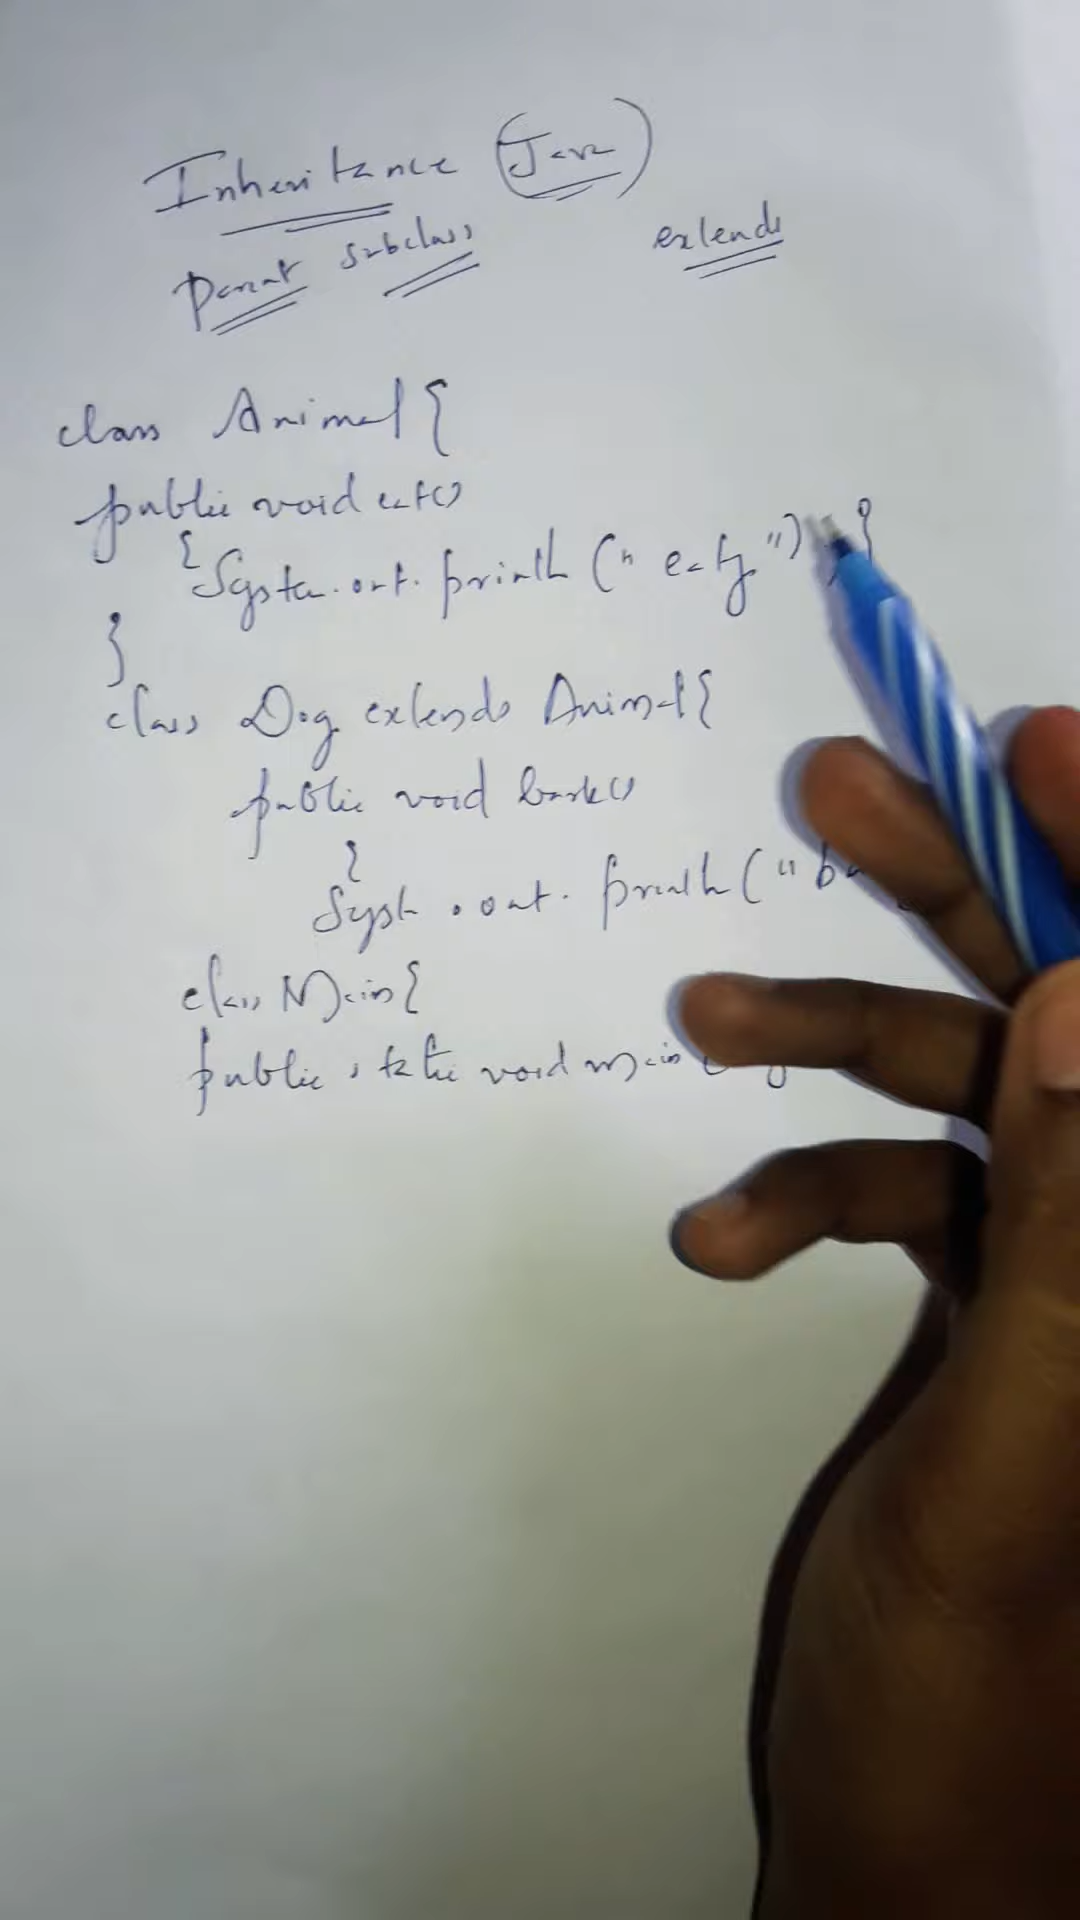 Inheritance (Java)
Parent subclass extends
class Animal {
public void eat()
{ System.out.println (" "); }
}
class Dog extends Animal {
public void bark()
{
System.out.println ("ba
class Main {
public static void main (